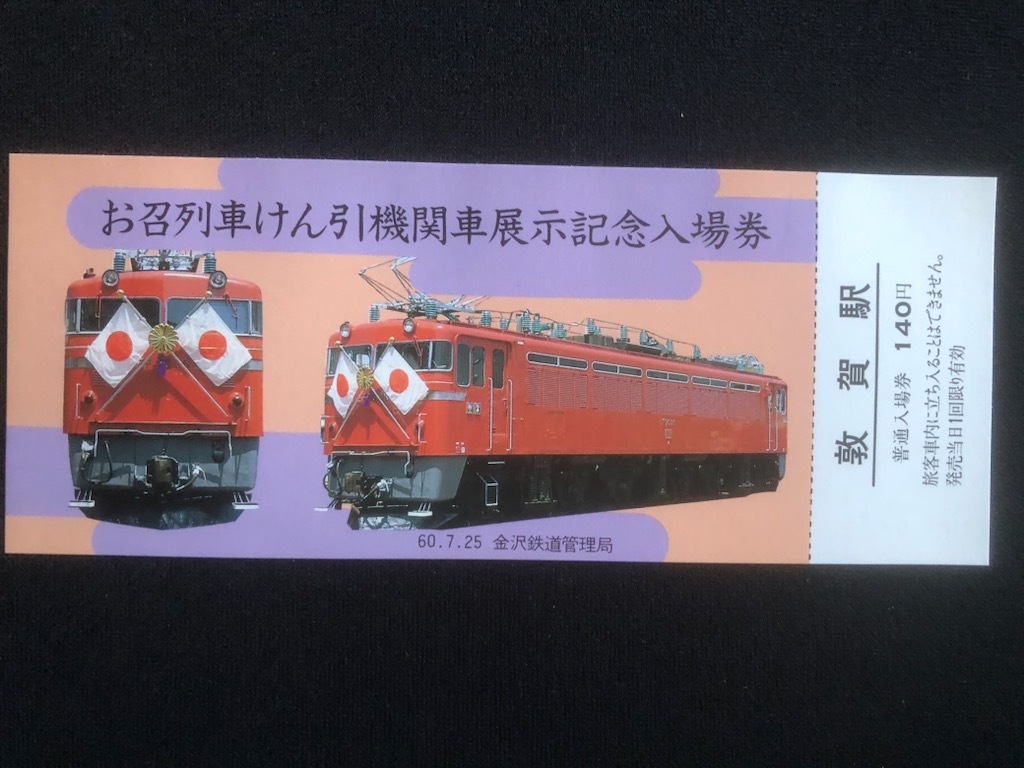 お召列車けん引機関車展示記念入場券
60.7.25 金沢鉄道管理局
敦賀駅
普通入場券 140円
旅客車内に立ち入ることはできません。
発売当日1回限り有効